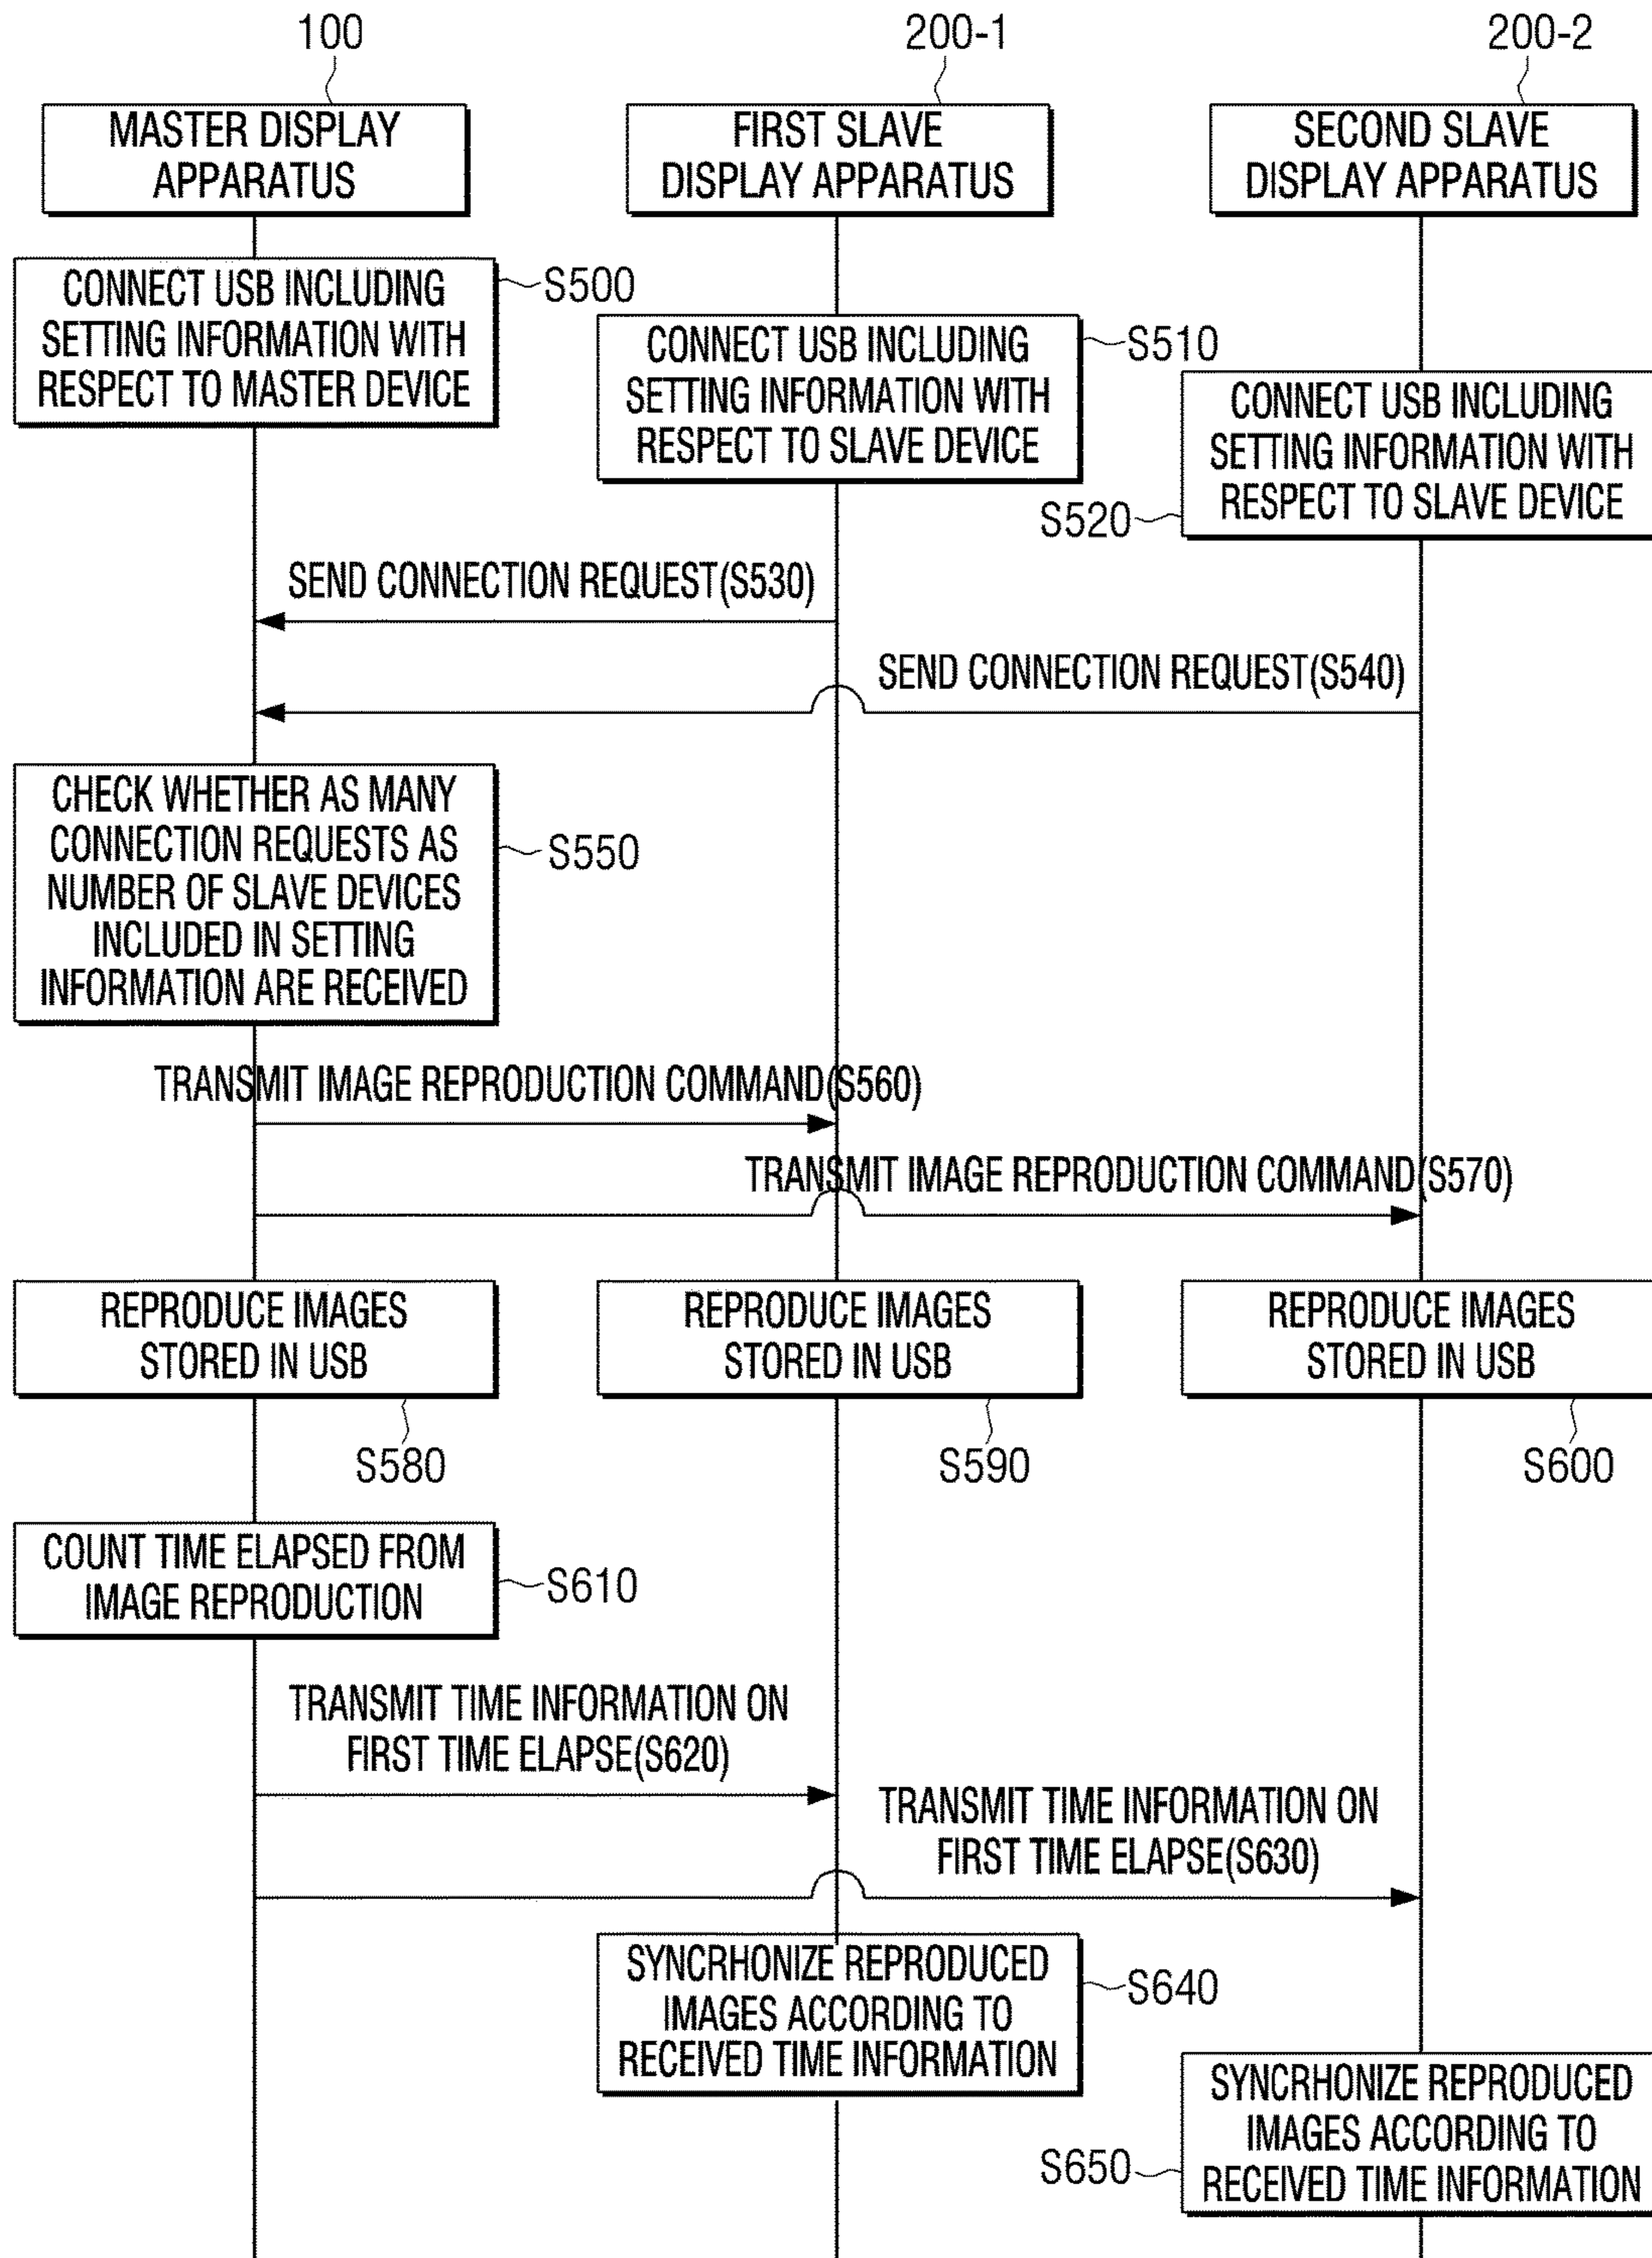 100
200-1
200-2
MASTER DISPLAY
APPARATUS
FIRST SLAVE
DISPLAY APPARATUS
SECOND SLAVE
DISPLAY APPARATUS
CONNECT USB INCLUDING
SETTING INFORMATION WITH
RESPECT TO MASTER DEVICE
S500
CONNECT USB INCLUDING
SETTING INFORMATION WITH
RESPECT TO SLAVE DEVICE
S510
CONNECT USB INCLUDING
SETTING INFORMATION WITH
RESPECT TO SLAVE DEVICE
S520
SEND CONNECTION REQUEST(S530)
SEND CONNECTION REQUEST(S540)
CHECK WHETHER AS MANY
CONNECTION REQUESTS AS
NUMBER OF SLAVE DEVICES
INCLUDED IN SETTING
INFORMATION ARE RECEIVED
S550
TRANSMIT IMAGE REPRODUCTION COMMAND(S560)
TRANSMIT IMAGE REPRODUCTION COMMAND(S570)
REPRODUCE IMAGES
STORED IN USB
S580
REPRODUCE IMAGES
STORED IN USB
S590
REPRODUCE IMAGES
STORED IN USB
S600
COUNT TIME ELAPSED FROM
IMAGE REPRODUCTION
S610
TRANSMIT TIME INFORMATION ON
FIRST TIME ELAPSE(S620)
TRANSMIT TIME INFORMATION ON
FIRST TIME ELAPSE(S630)
SYNCRHONIZE REPRODUCED
IMAGES ACCORDING TO
RECEIVED TIME INFORMATION
S640
SYNCRHONIZE REPRODUCED
IMAGES ACCORDING TO
RECEIVED TIME INFORMATION
S650